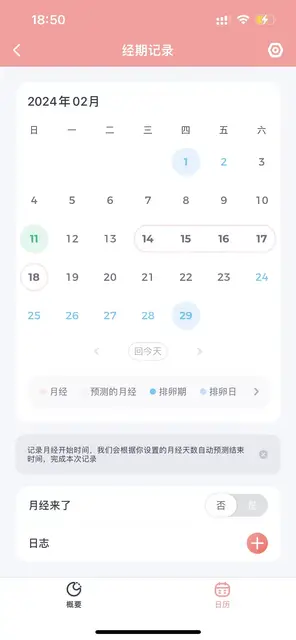 18:50
经期记录
2024年02月
日 一 二 三 四 五 六
1 2 3
4 5 6 7 8 9 10
11 12 13 14 15 16 17
18 19 20 21 22 23 24
25 26 27 28 29
回今天
月经 预测的月经 排卵期 排卵日
记录月经开始时间，我们会根据你设置的月经天数自动预测结束
时间，完成本次记录
月经来了 否 是
日志
概要 日历